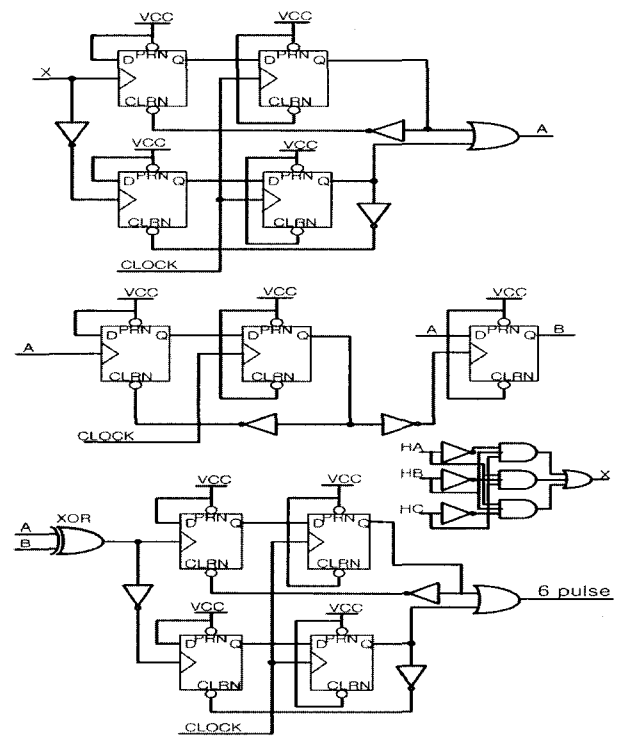 VCC VCC
D PRN Q D PRN Q
X
CLRN CLRN
A
VCC VCC
D PRN Q D PRN Q
CLRN CLRN
CLOCK
VCC VCC VCC
D PRN Q D PRN Q A D PRN Q B
A
CLRN CLRN CLRN
CLOCK
HA
HB X
HC
VCC VCC
A XOR D PRN Q D PRN Q
B
CLRN CLRN
6 pulse
VCC VCC
D PRN Q D PRN Q
CLRN CLRN
CLOCK